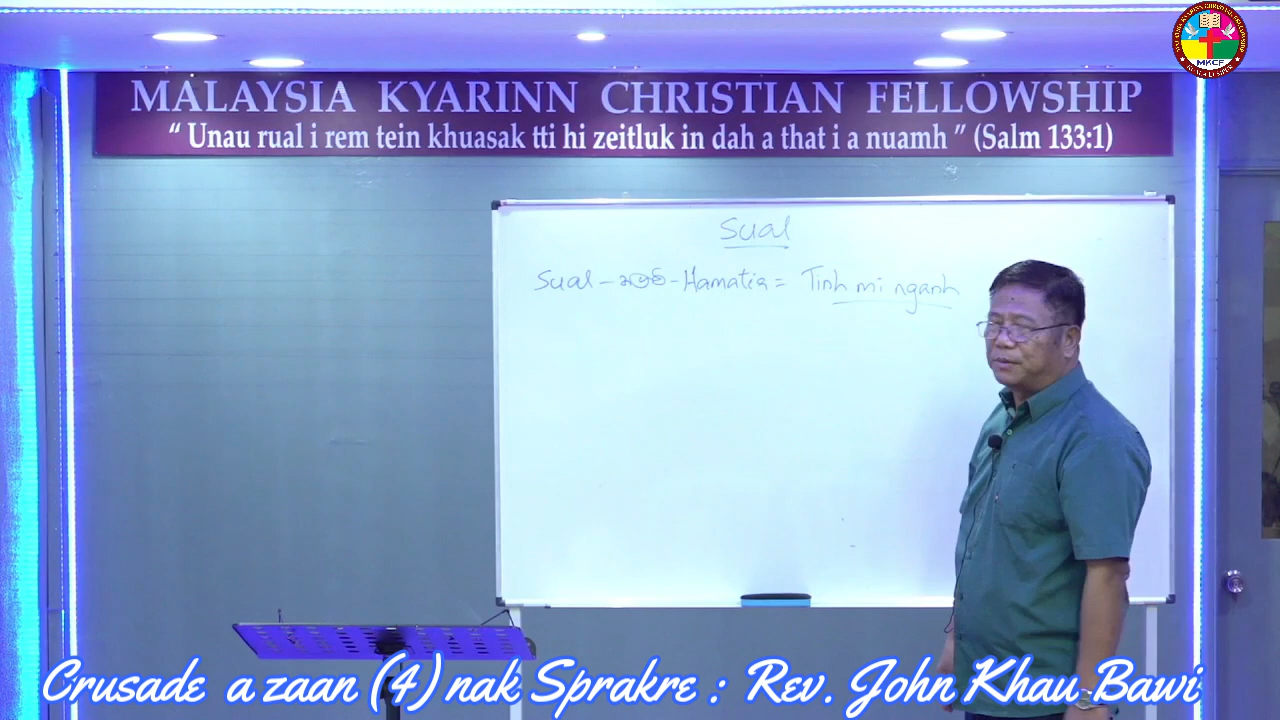 MALAYSIA KYARINN CHRISTIAN FELLOWSHIP
“ Unau rual i rem tein khuasak tti hi zeitluk in dah a that i a nuamh ” (Salm 133:1)
MKCF
Sual
Sual - - Hamatia = Tinh mi nganh
Crusade a zaan (4) nak Sprakre : Rev. John Khau Bawi